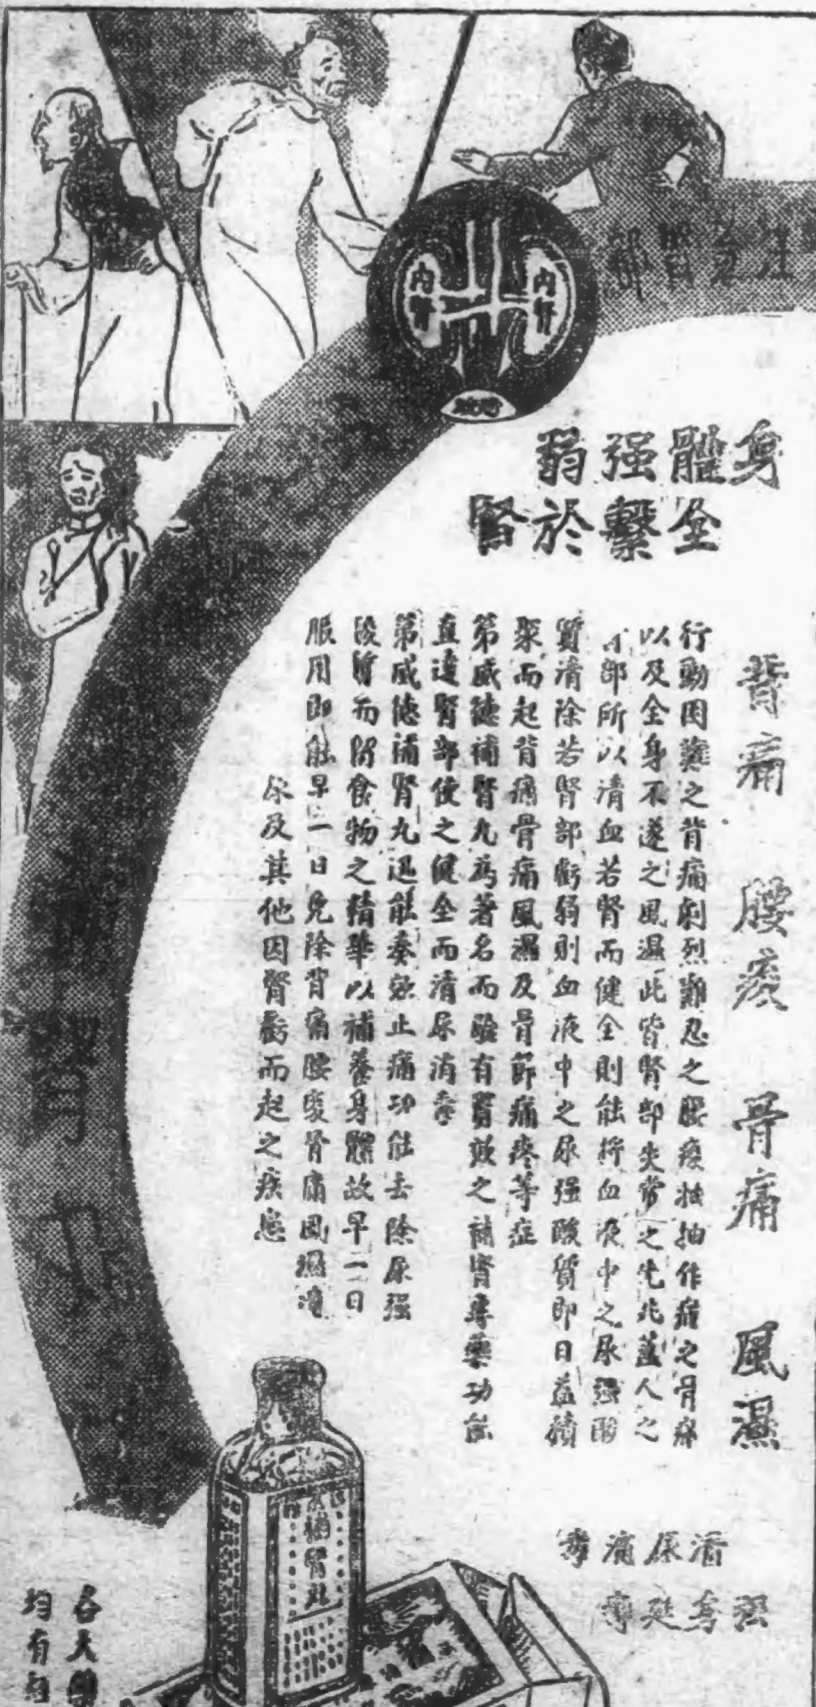 身體强弱
全繫於腎
背痛 腰痠 骨痛 風濕
行動困難之背痛劇烈難忍之腰痠抽抽作痛之骨痛
以及全身不遂之風濕此皆腎部失常之先兆蓋人之
部所以清血若腎而健全則能將血液中之尿强酸
質清除若腎部虧弱則血液中之尿强酸質即日益積
聚而起背痛骨痛風濕及骨節痛疼等症
第威德補腎丸為著名而驗有實效之補腎專藥功能
直達腎部使之健全而清尿消毒
第威德補腎丸迅能奏效止痛功能去除尿强
酸質而留食物之精華以補養身體故早一日
服用即能早一日免除背痛腰痠骨痛風濕
尿及其他因腎虧而起之疾患
內腎
內腎
補腎丸
清尿消毒
强腎延壽
各大
均有